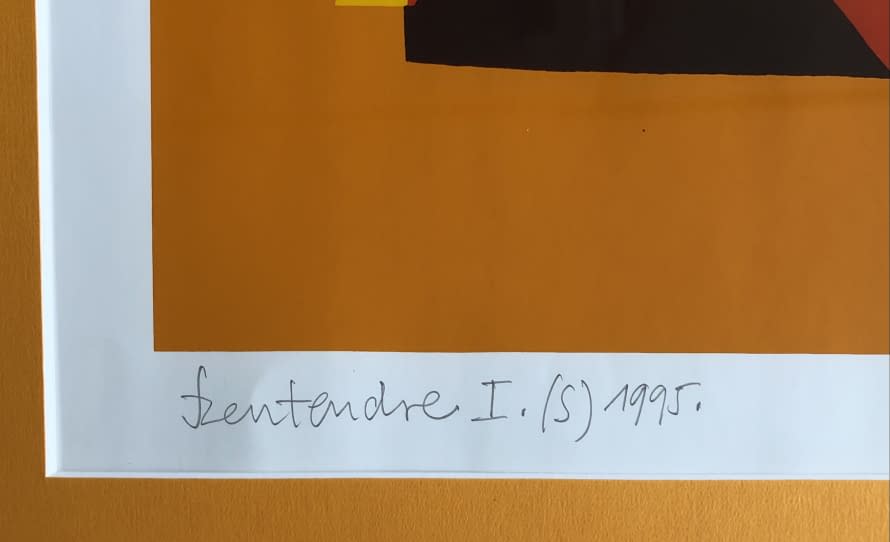 Szentendre I. (S) 1995.